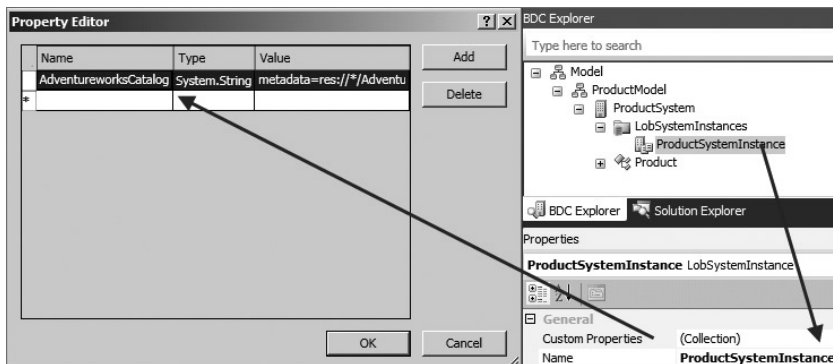 Property Editor
Name Type Value
AdventureworksCatalog System.String metadata=res://*/Adventu
*
Add
Delete
OK Cancel
BDC Explorer
Type here to search
Model
ProductModel
ProductSystem
LobSystemInstances
ProductSystemInstance
Product
BDC Explorer Solution Explorer
Properties
ProductSystemInstance LobSystemInstance
General
Custom Properties (Collection)
Name ProductSystemInstance